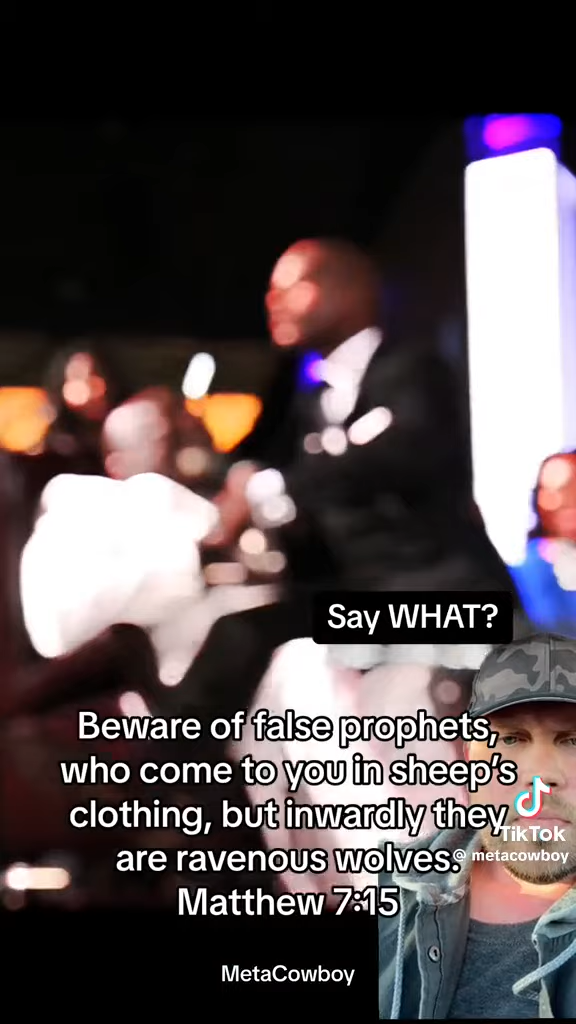 Say WHAT?
Beware of false prophets,
who come to you in sheep's
clothing, but inwardly they
are ravenous wolves.
Matthew 7:15
TikTok
@ metacowboy
MetaCowboy